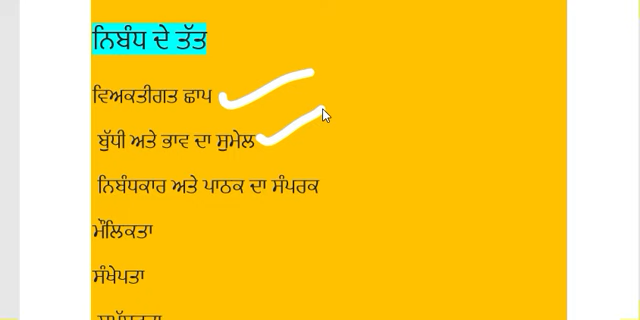 ਨਿਬੰਧ ਦੇ ਤੱਤ
ਵਿਅਕਤੀਗਤ ਛਾਪ
ਬੁੱਧੀ ਅਤੇ ਭਾਵ ਦਾ ਸੁਮੇਲ
ਨਿਬੰਧਕਾਰ ਅਤੇ ਪਾਠਕ ਦਾ ਸੰਪਰਕ
ਮੌਲਿਕਤਾ
ਸੰਖੇਪਤਾ